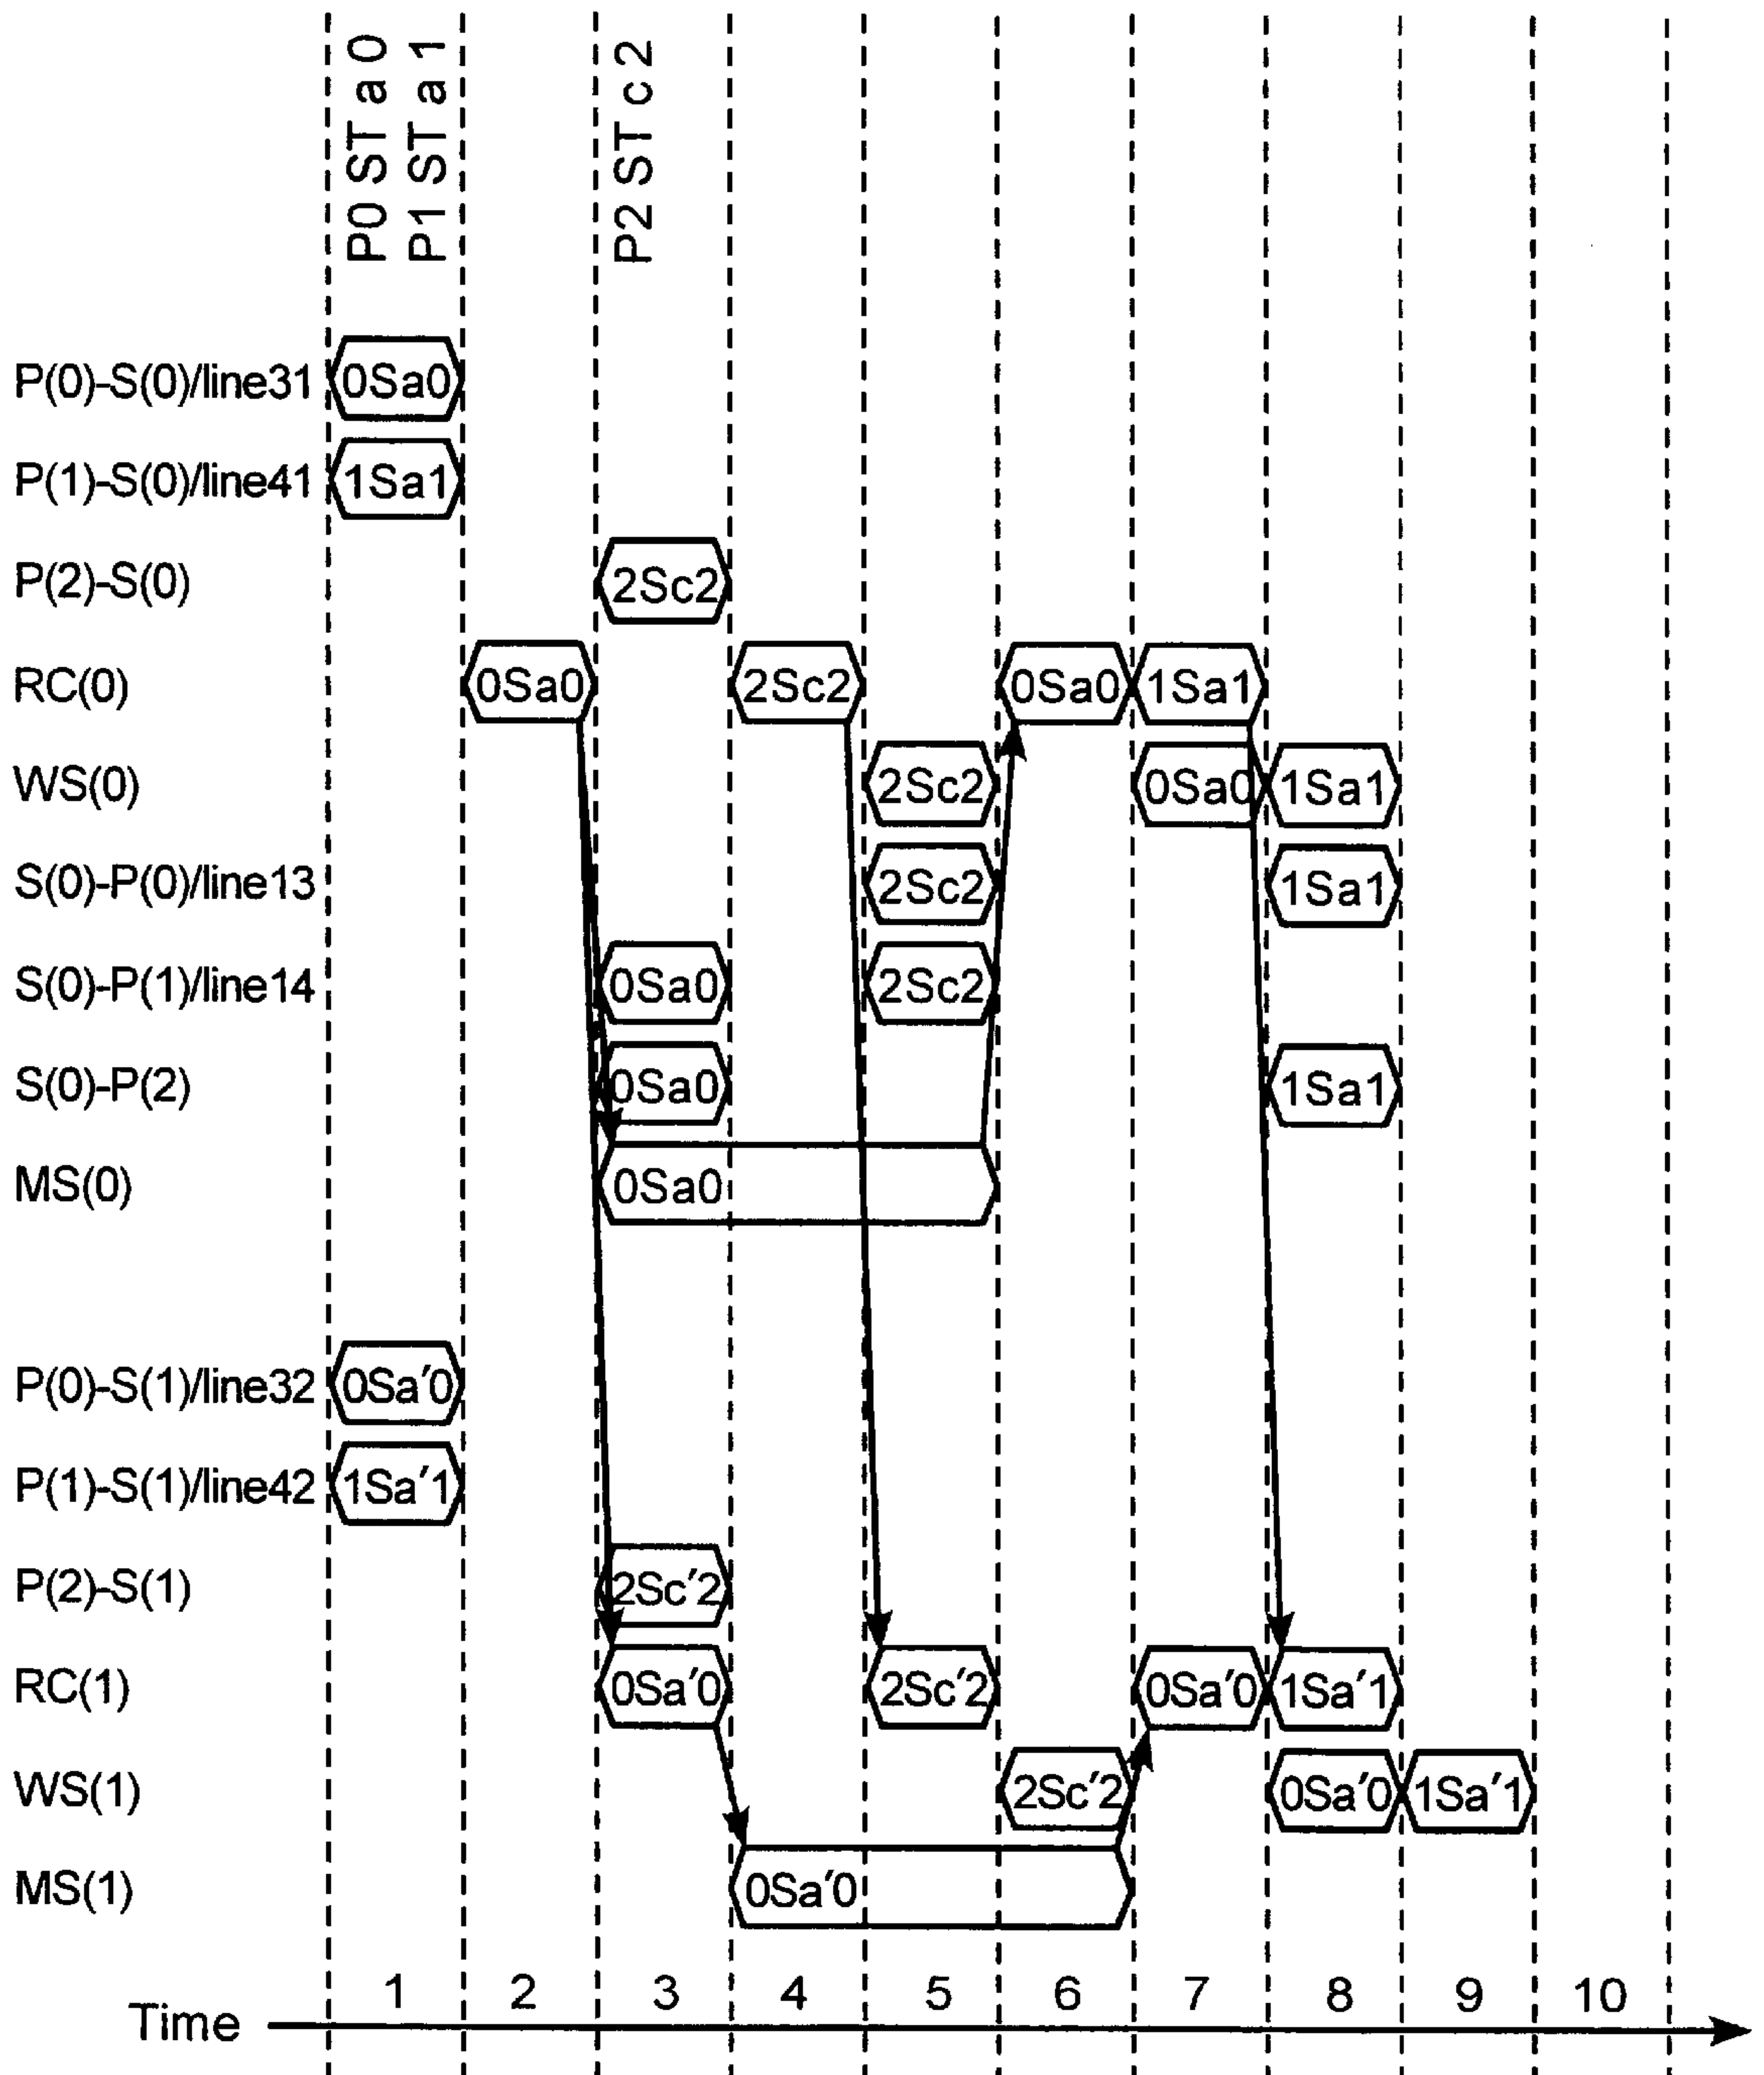 P0 ST a 0
P1 ST a 1
P2 ST c 2
P(0)-S(0)/line31 0Sa0
P(1)-S(0)/line41 1Sa1
P(2)-S(0) 2Sc2
RC(0) 0Sa0 2Sc2 0Sa0 1Sa1
WS(0) 2Sc2 0Sa0 1Sa1
S(0)-P(0)/line13 2Sc2 1Sa1
S(0)-P(1)/line14 0Sa0 2Sc2
S(0)-P(2) 0Sa0 1Sa1
MS(0) 0Sa0
P(0)-S(1)/line32 0Sa'0
P(1)-S(1)/line42 1Sa'1
P(2)-S(1) 2Sc'2
RC(1) 0Sa'0 2Sc'2 0Sa'0 1Sa'1
WS(1) 2Sc'2 0Sa'0 1Sa'1
MS(1) 0Sa'0
1 2 3 4 5 6 7 8 9 10
Time